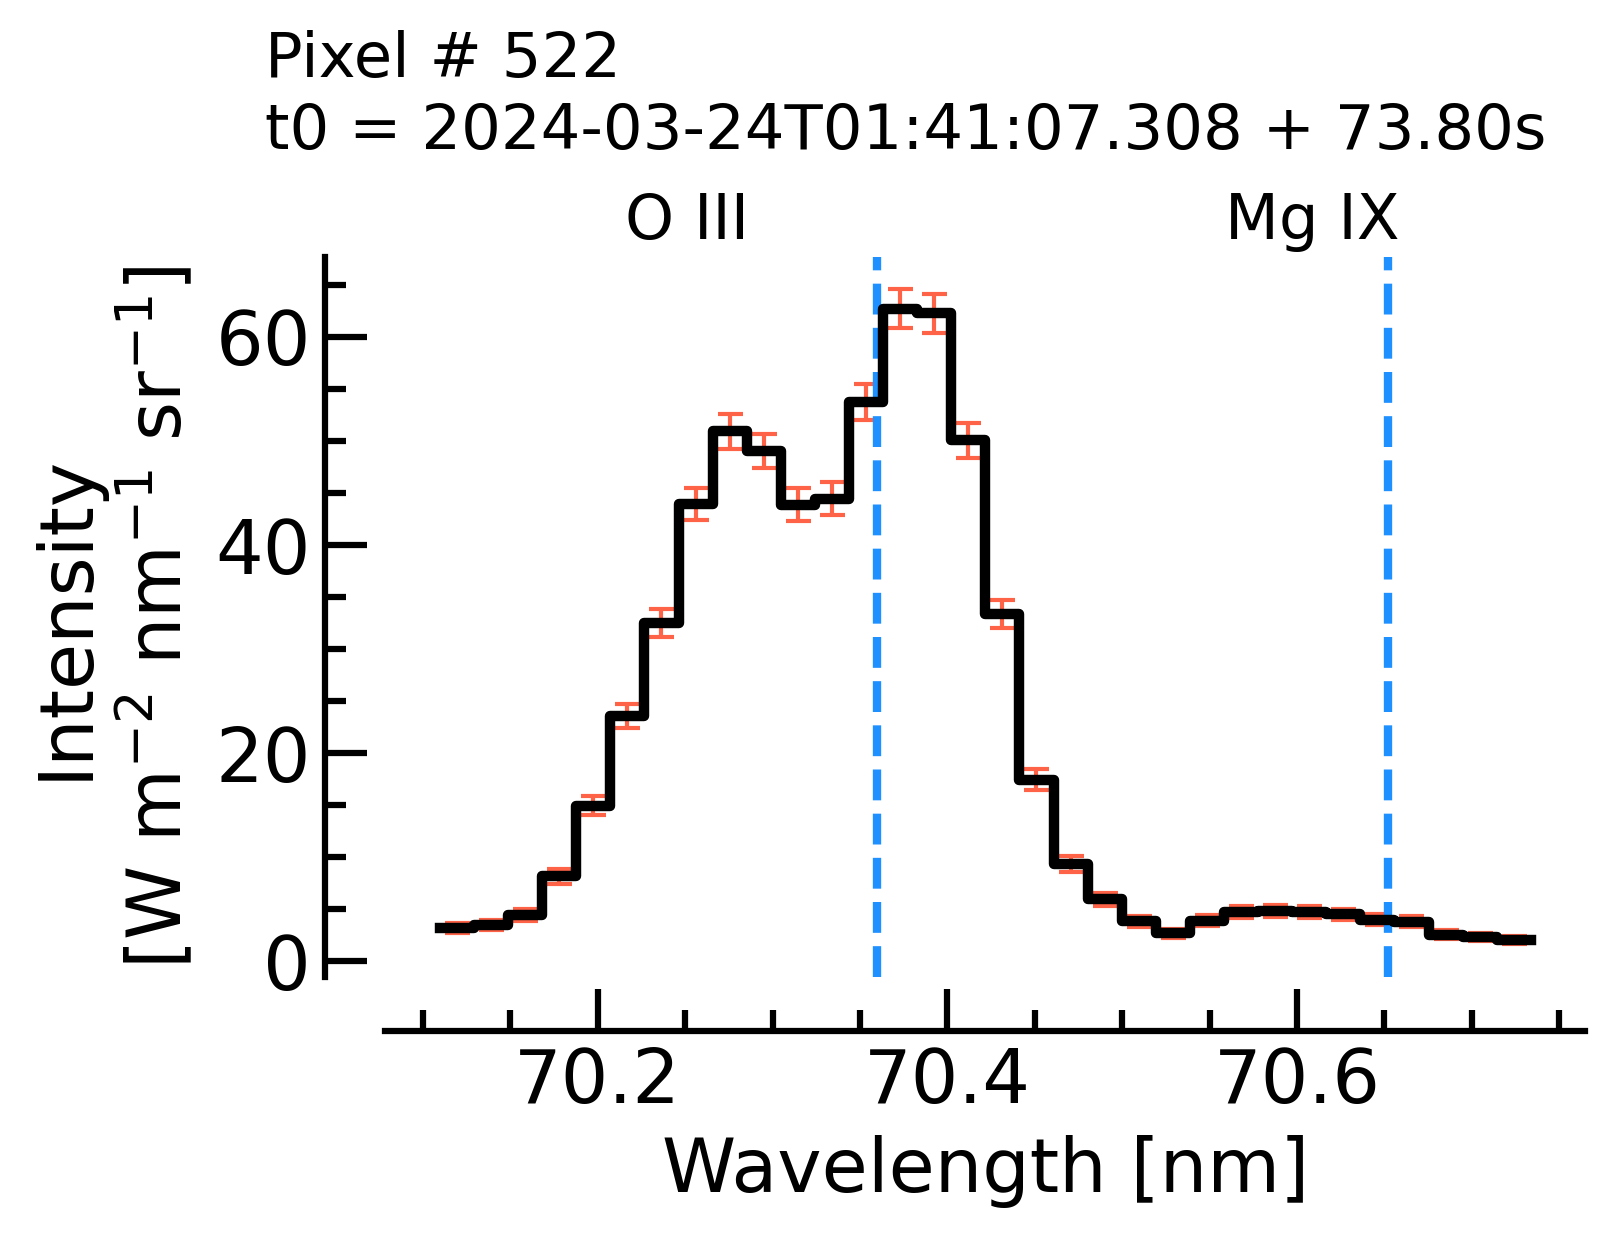 Pixel # 522
t0 = 2024-03-24T01:41:07.308 + 73.80s
O III
Mg IX
Intensity
[W m⁻² nm⁻¹ sr⁻¹]
60
40
20
0
70.2
70.4
70.6
Wavelength [nm]